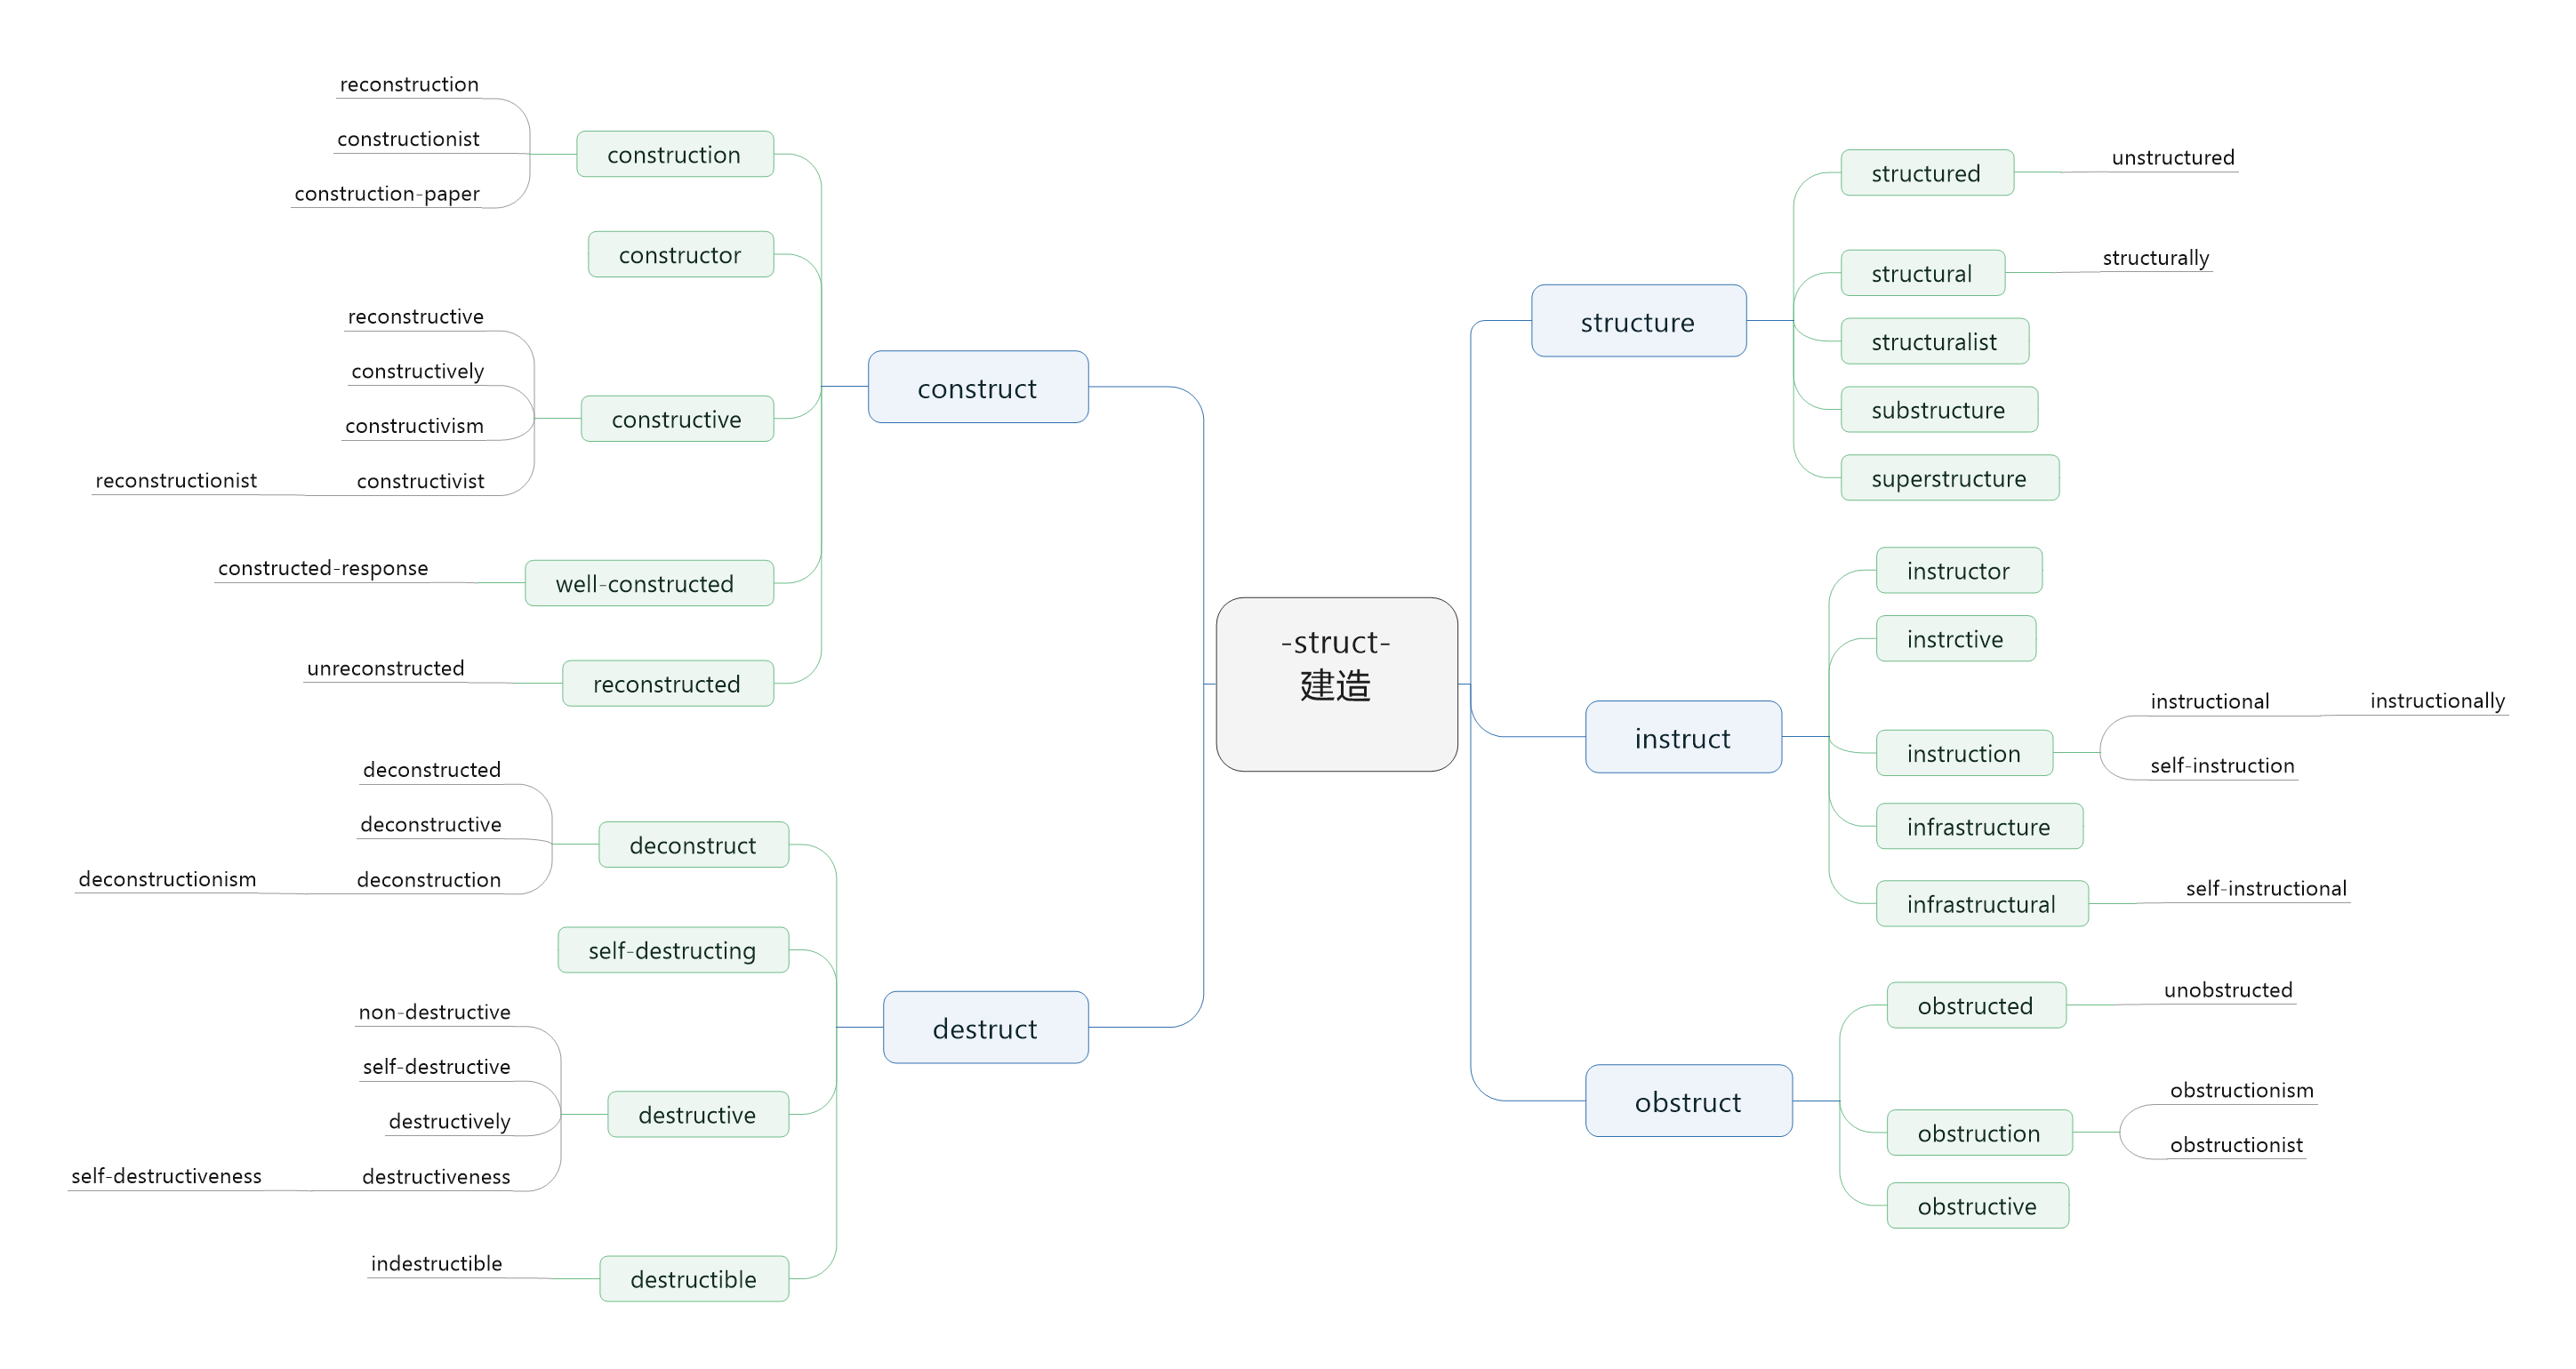 -struct-
建造
construct
construction
reconstruction
constructionist
construction-paper
constructor
constructive
reconstructive
constructively
constructivism
constructivist
reconstructionist
well-constructed
constructed-response
reconstructed
unreconstructed
destruct
deconstruct
deconstructed
deconstructive
deconstruction
deconstructionism
self-destructing
destructive
non-destructive
self-destructive
destructively
destructiveness
self-destructiveness
destructible
indestructible
structure
structured
unstructured
structural
structurally
structuralist
substructure
superstructure
instruct
instructor
instrctive
instruction
instructional
instructionally
self-instruction
infrastructure
infrastructural
self-instructional
obstruct
obstructed
unobstructed
obstruction
obstructionism
obstructionist
obstructive